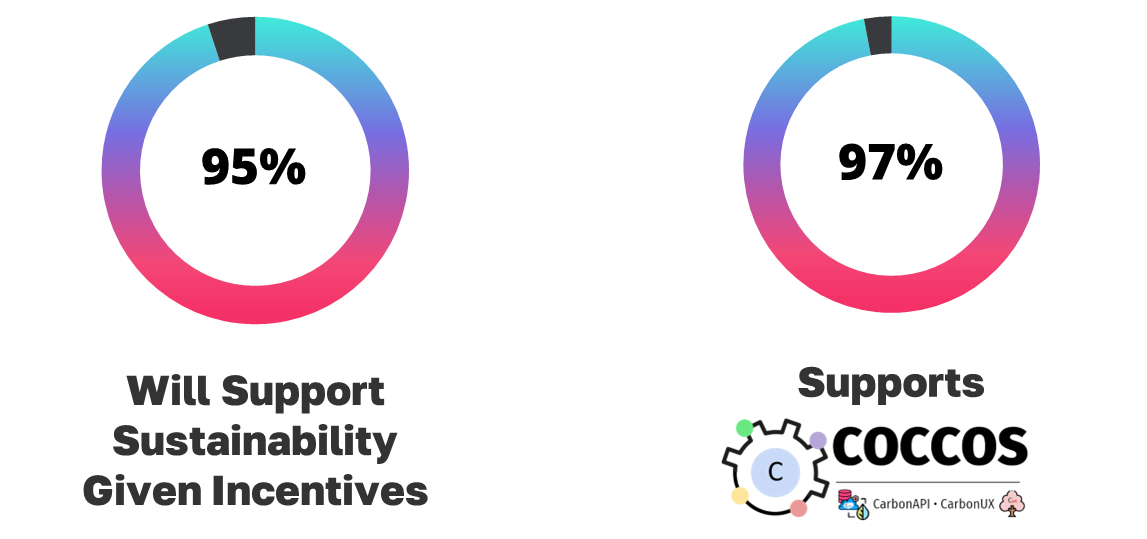 95%
Will Support
Sustainability
Given Incentives
97%
Supports
C
COCCOS
CarbonAPI • CarbonUX